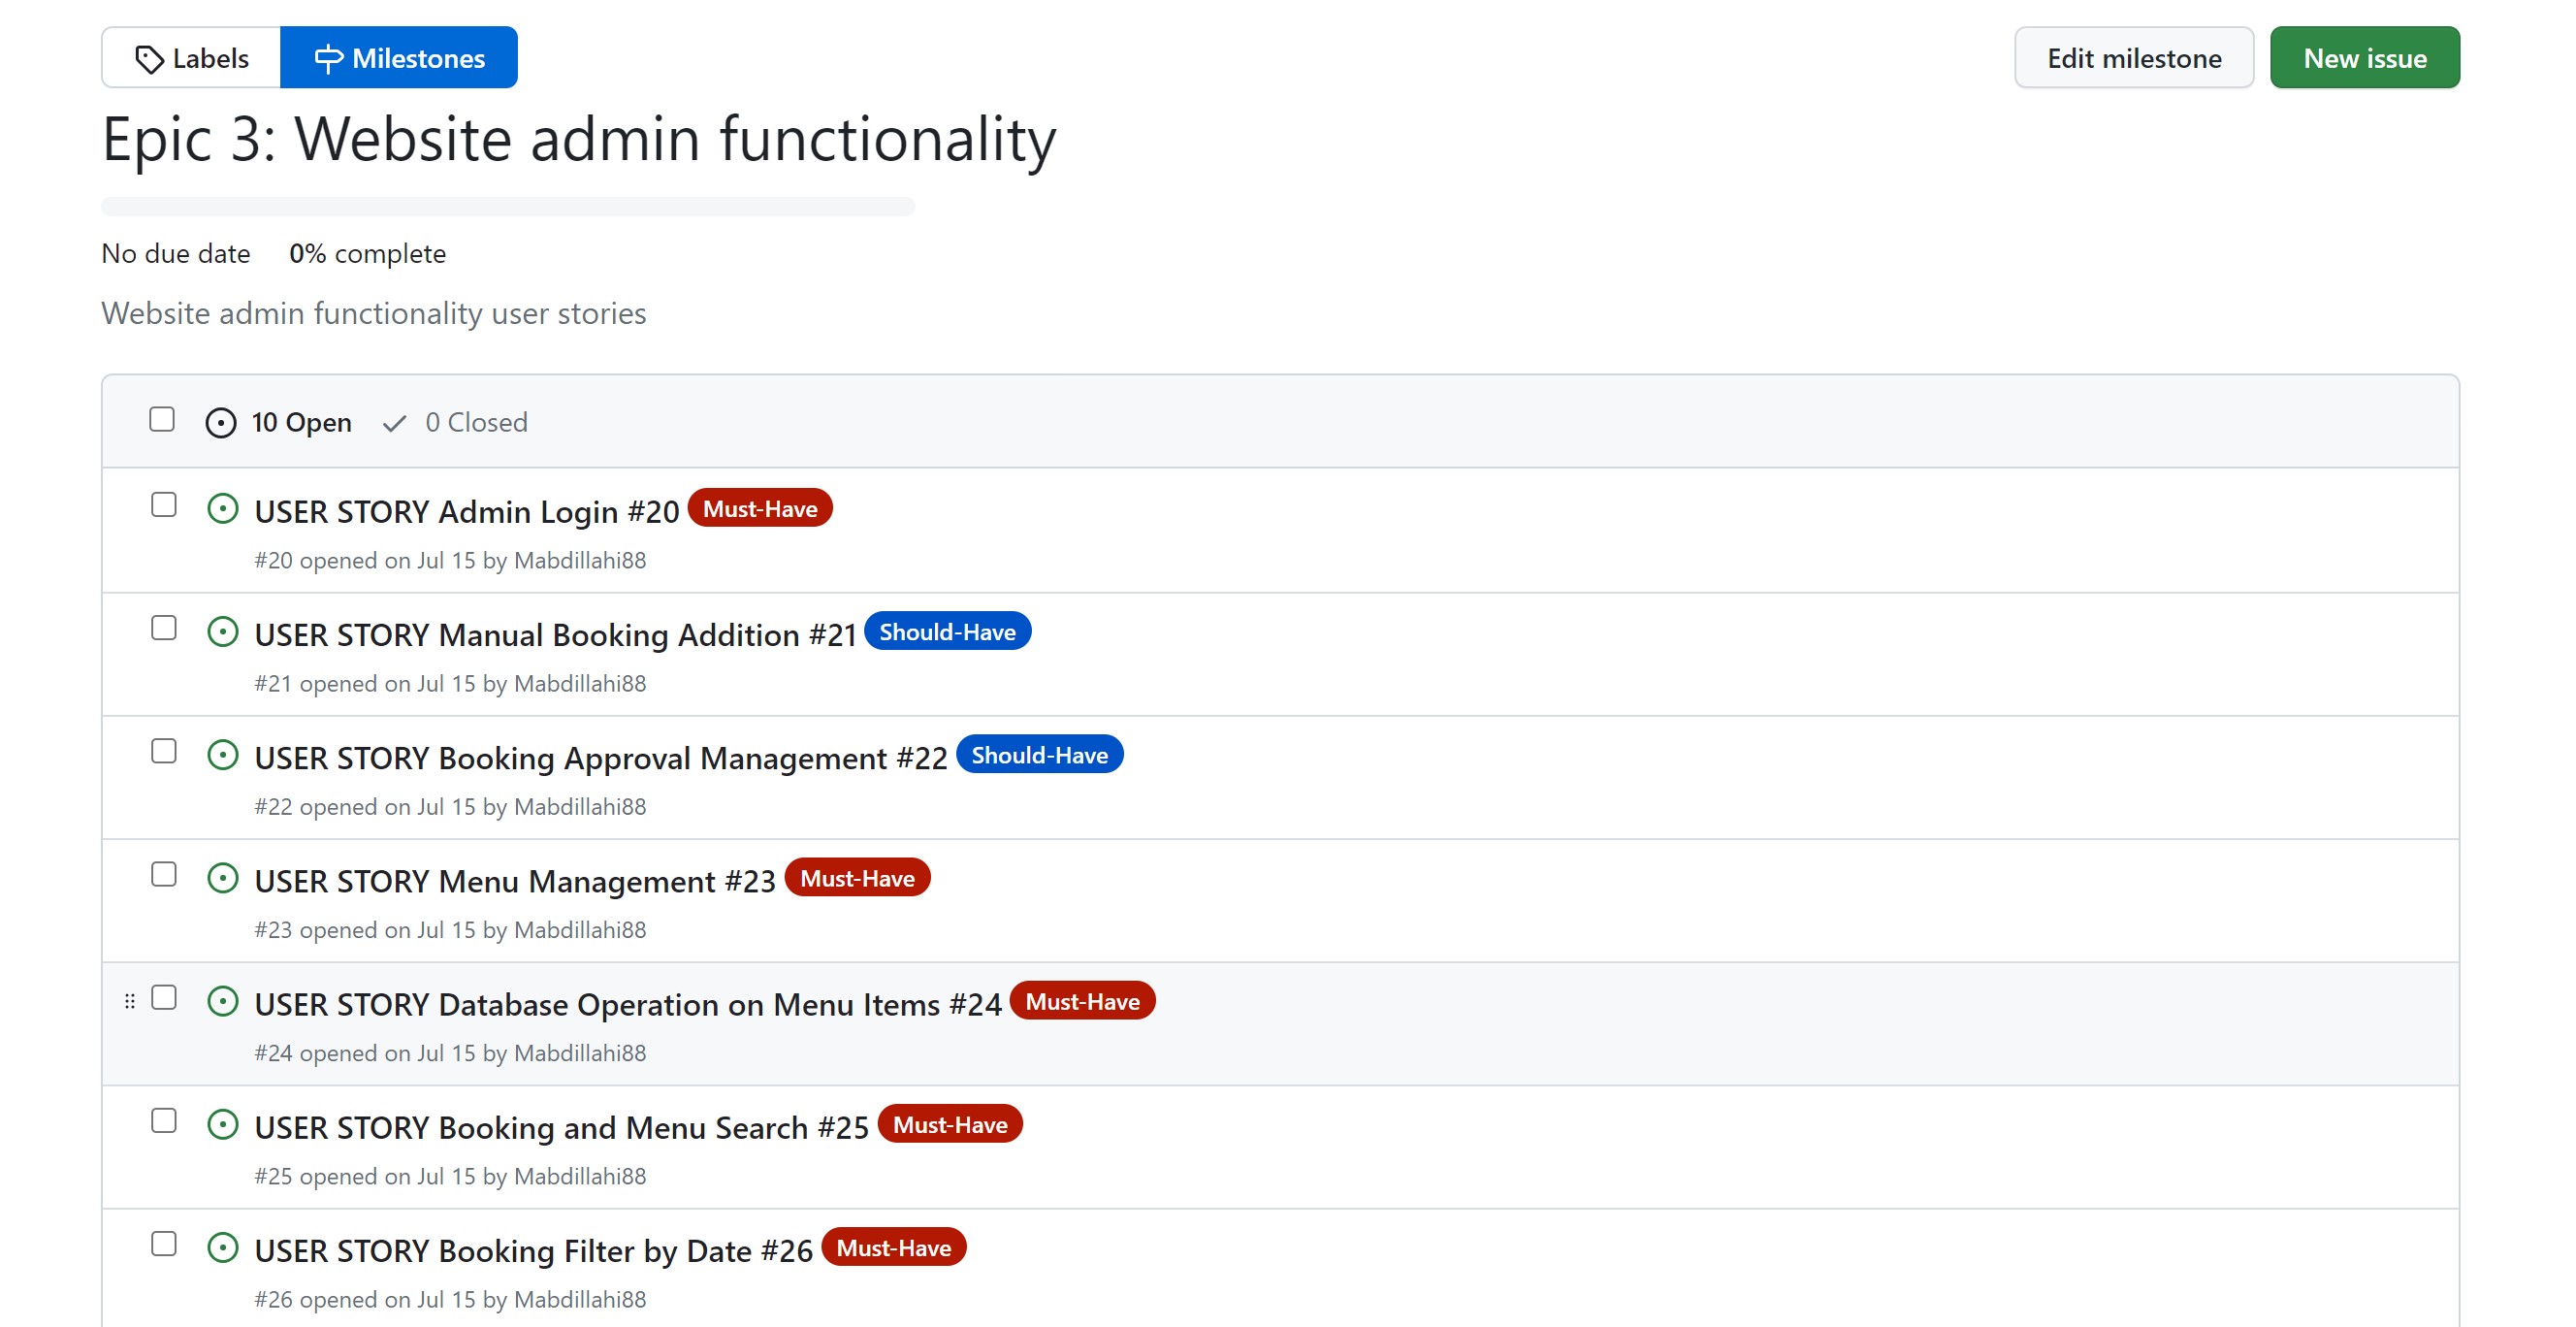 Labels Milestones Edit milestone New issue
Epic 3: Website admin functionality
No due date 0% complete
Website admin functionality user stories
10 Open 0 Closed
USER STORY Admin Login #20 Must-Have
#20 opened on Jul 15 by Mabdillahi88
USER STORY Manual Booking Addition #21 Should-Have
#21 opened on Jul 15 by Mabdillahi88
USER STORY Booking Approval Management #22 Should-Have
#22 opened on Jul 15 by Mabdillahi88
USER STORY Menu Management #23 Must-Have
#23 opened on Jul 15 by Mabdillahi88
USER STORY Database Operation on Menu Items #24 Must-Have
#24 opened on Jul 15 by Mabdillahi88
USER STORY Booking and Menu Search #25 Must-Have
#25 opened on Jul 15 by Mabdillahi88
USER STORY Booking Filter by Date #26 Must-Have
#26 opened on Jul 15 by Mabdillahi88